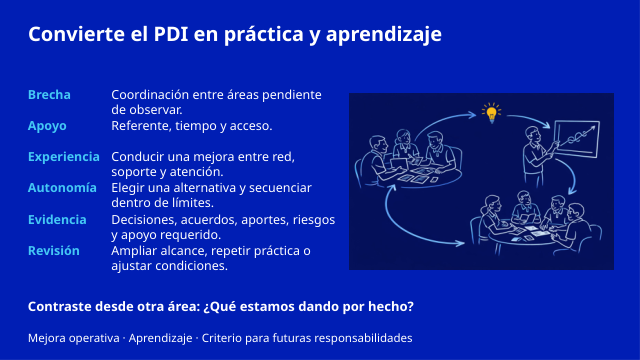 Convierte el PDI en práctica y aprendizaje
Brecha Coordinación entre áreas pendiente
de observar.
Apoyo Referente, tiempo y acceso.
Experiencia Conducir una mejora entre red,
soporte y atención.
Autonomía Elegir una alternativa y secuenciar
dentro de límites.
Evidencia Decisiones, acuerdos, aportes, riesgos
y apoyo requerido.
Revisión Ampliar alcance, repetir práctica o
ajustar condiciones.
Contraste desde otra área: ¿Qué estamos dando por hecho?
Mejora operativa · Aprendizaje · Criterio para futuras responsabilidades